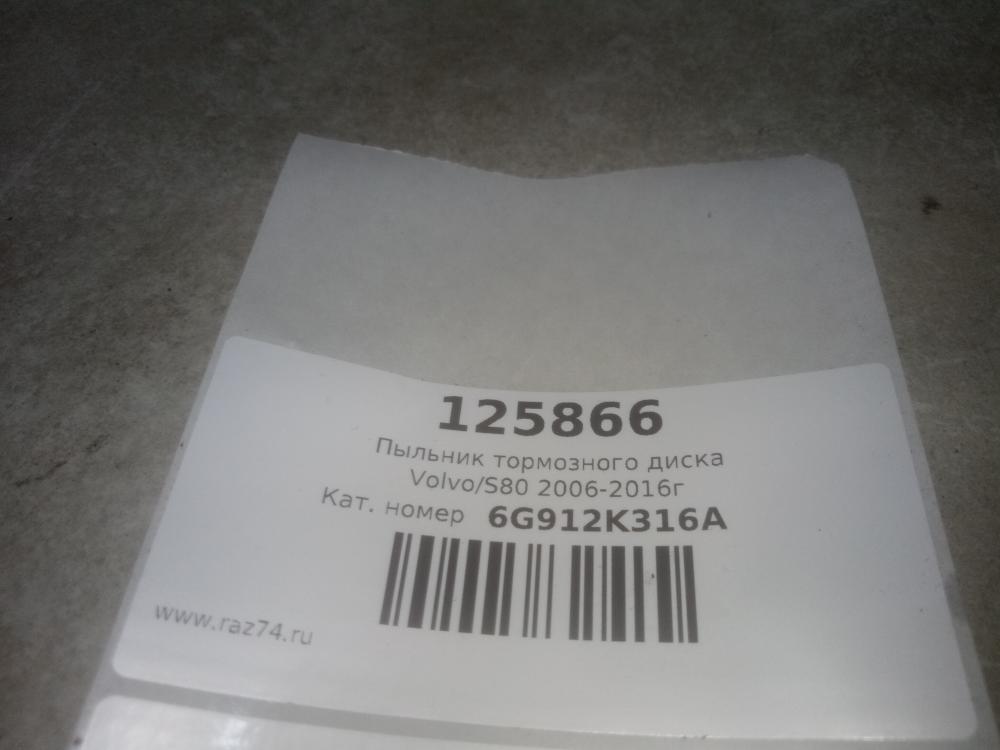 125866
Пыльник тормозного диска
Volvo/S80 2006-2016г
Кат. номер 6G912K316A
www.raz74.ru